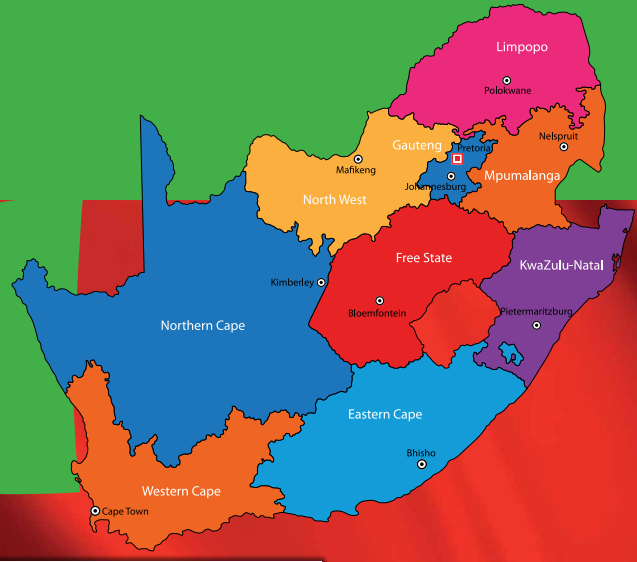 Limpopo
Polokwane
Nelspruit
Gauteng
Pretoria
Mafikeng
Mpumalanga
Johannesburg
North West
Free State
KwaZulu-Natal
Kimberley
Bloemfontein
Pietermaritzburg
Northern Cape
Eastern Cape
Bhisho
Western Cape
Cape Town